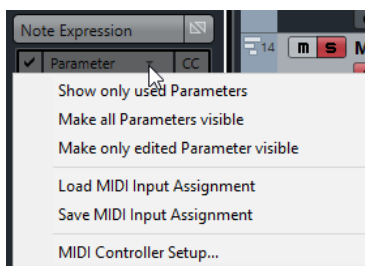 Note Expression
14 m S M
Parameter CC
Show only used Parameters
Make all Parameters visible
Make only edited Parameter visible
Load MIDI Input Assignment
Save MIDI Input Assignment
MIDI Controller Setup...